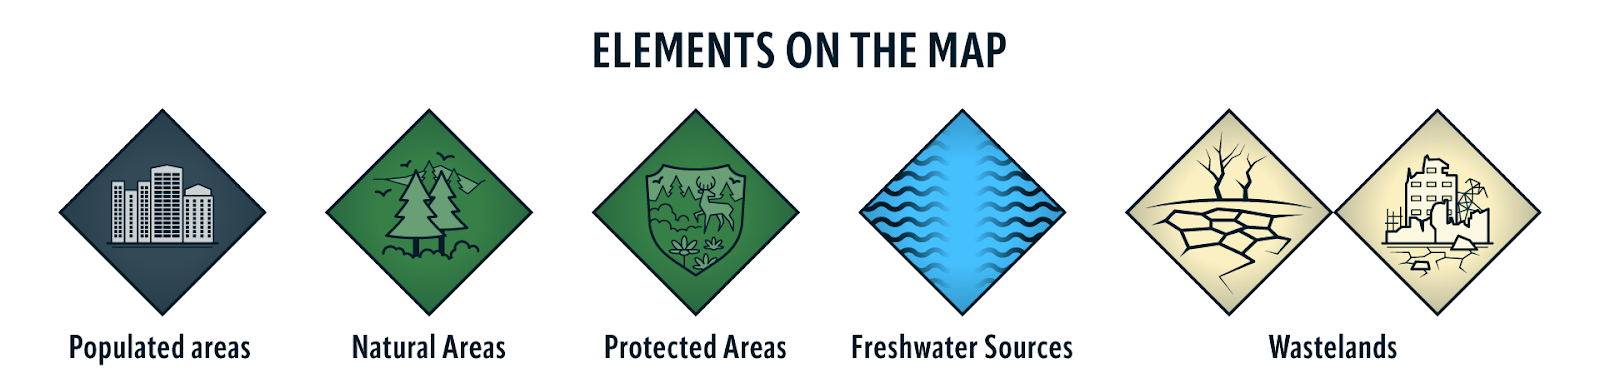 ELEMENTS ON THE MAP
Populated areas
Natural Areas
Protected Areas
Freshwater Sources
Wastelands